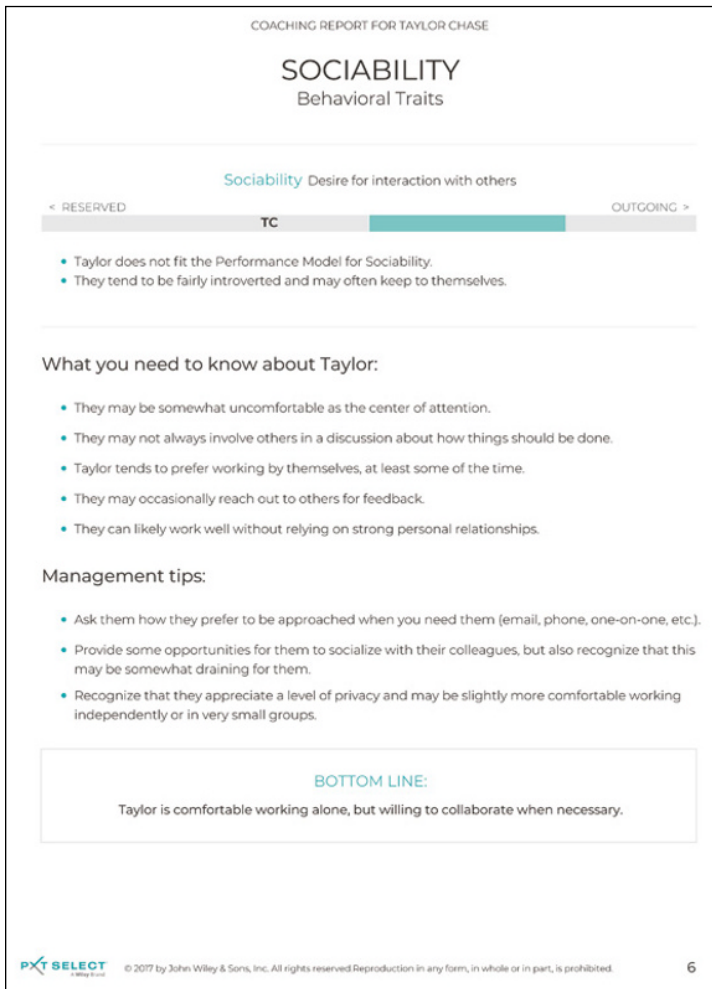 COACHING REPORT FOR TAYLOR CHASE
SOCIABILITY
Behavioral Traits
Sociability Desire for interaction with others
< RESERVED OUTGOING >
TC
• Taylor does not fit the Performance Model for Sociability.
• They tend to be fairly introverted and may often keep to themselves.
What you need to know about Taylor:
• They may be somewhat uncomfortable as the center of attention.
• They may not always involve others in a discussion about how things should be done.
• Taylor tends to prefer working by themselves, at least some of the time.
• They may occasionally reach out to others for feedback.
• They can likely work well without relying on strong personal relationships.
Management tips:
• Ask them how they prefer to be approached when you need them (email, phone, one-on-one, etc.).
• Provide some opportunities for them to socialize with their colleagues, but also recognize that this
may be somewhat draining for them.
• Recognize that they appreciate a level of privacy and may be slightly more comfortable working
independently or in very small groups.
BOTTOM LINE:
Taylor is comfortable working alone, but willing to collaborate when necessary.
PXT SELECT
A Wiley Brand
© 2017 by John Wiley & Sons, Inc. All rights reserved.Reproduction in any form, in whole or in part, is prohibited. 6